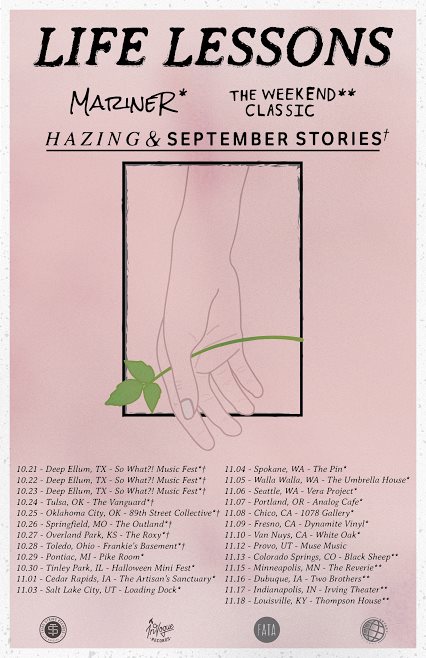 LIFE LESSONS
MARINER*
THE WEEKEND**
CLASSIC
HAZING & SEPTEMBER STORIES†
10.21 - Deep Ellum, TX - So What?! Music Fest*†
10.22 - Deep Ellum, TX - So What?! Music Fest*†
10.23 - Deep Ellum, TX - So What?! Music Fest*†
10.24 - Tulsa, OK - The Vanguard*†
10.25 - Oklahoma City, OK - 89th Street Collective*†
10.26 - Springfield, MO - The Outland*†
10.27 - Overland Park, KS - The Roxy*†
10.28 - Toledo, Ohio - Frankie's Basement*†
10.29 - Pontiac, MI - Pike Room*
10.30 - Tinley Park, IL - Halloween Mini Fest*
11.01 - Cedar Rapids, IA - The Artisan's Sanctuary*
11.03 - Salt Lake City, UT - Loading Dock*
11.04 - Spokane, WA - The Pin*
11.05 - Walla Walla, WA - The Umbrella House*
11.06 - Seattle, WA - Vera Project*
11.07 - Portland, OR - Analog Cafe*
11.08 - Chico, CA - 1078 Gallery*
11.09 - Fresno, CA - Dynamite Vinyl*
11.10 - Van Nuys, CA - White Oak*
11.12 - Provo, UT - Muse Music
11.13 - Colorado Springs, CO - Black Sheep**
11.15 - Minneapolis, MN - The Reverie**
11.16 - Dubuque, IA - Two Brothers**
11.17 - Indianapolis, IN - Irving Theater**
11.18 - Louisville, KY - Thompson House**
InVogue
RECORDS
FATA